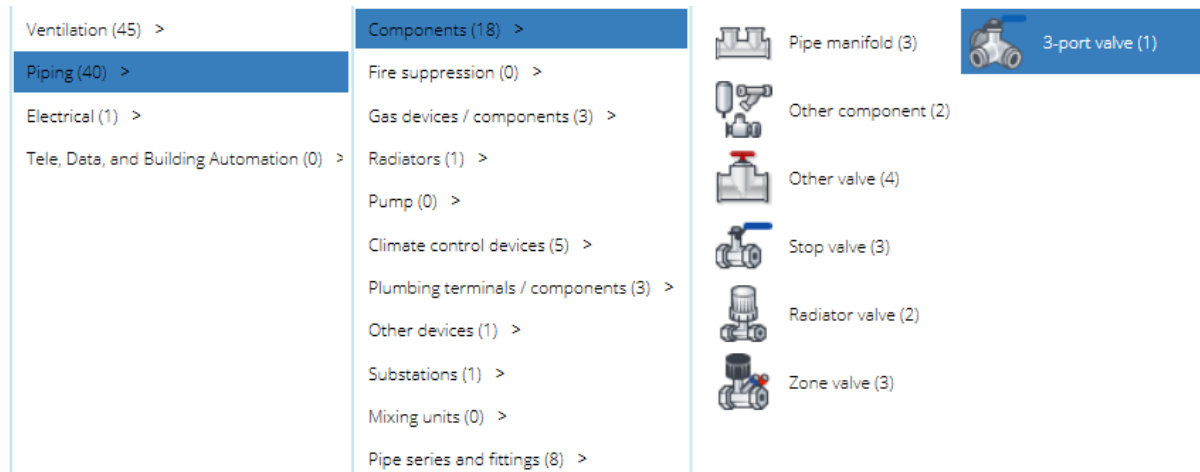 Ventilation (45) >
Piping (40) >
Electrical (1) >
Tele, Data, and Building Automation (0) >
Components (18) >
Fire suppression (0) >
Gas devices / components (3) >
Radiators (1) >
Pump (0) >
Climate control devices (5) >
Plumbing terminals / components (3) >
Other devices (1) >
Substations (1) >
Mixing units (0) >
Pipe series and fittings (8) >
Pipe manifold (3)
Other component (2)
Other valve (4)
Stop valve (3)
Radiator valve (2)
Zone valve (3)
3-port valve (1)